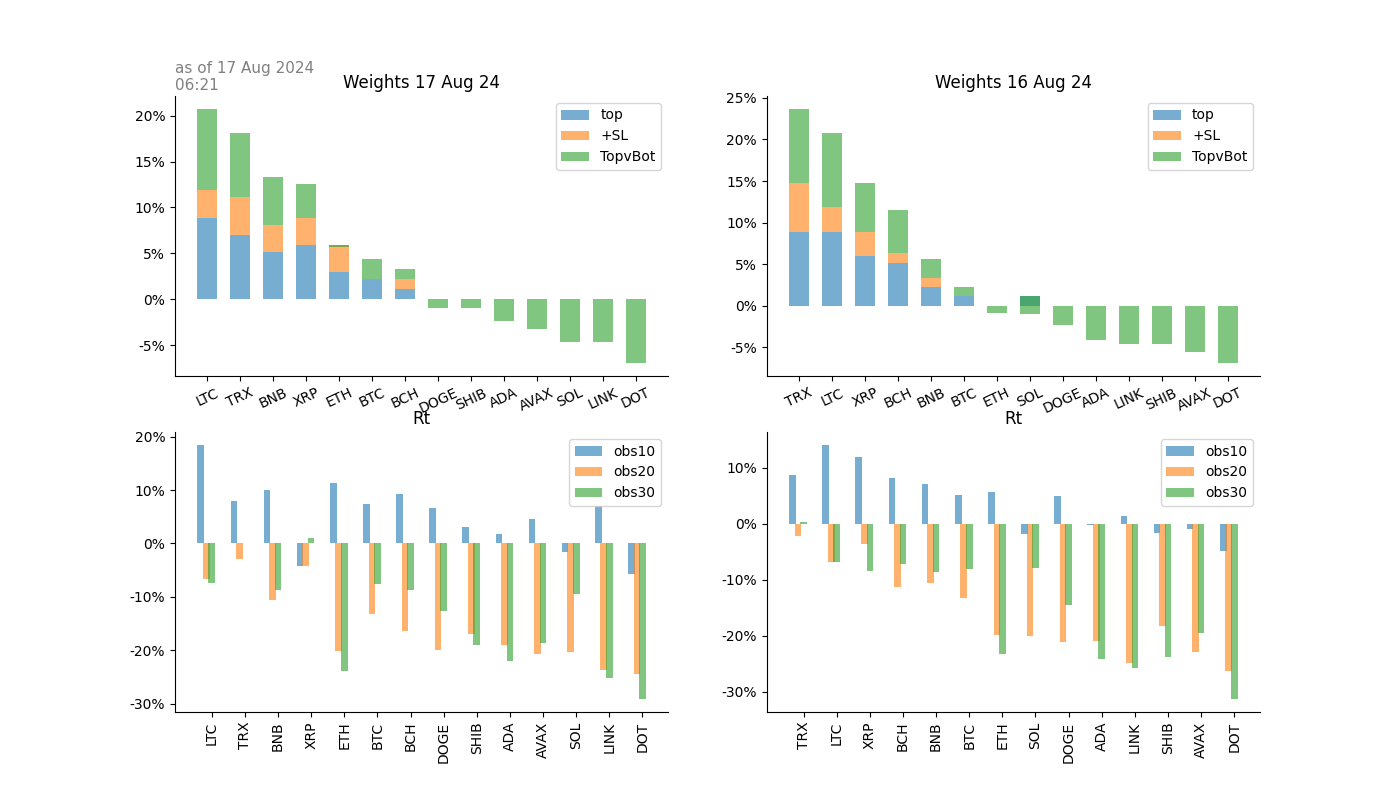 as of 17 Aug 2024
06:21
Weights 17 Aug 24
20%
15%
10%
5%
0%
-5%
top
+SL
TopvBot
LTC TRX BNB XRP ETH BTC BCH DOGE SHIB ADA AVAX SOL LINK DOT
Weights 16 Aug 24
25%
20%
15%
10%
5%
0%
-5%
top
+SL
TopvBot
TRX LTC XRP BCH BNB BTC ETH SOL DOGE ADA LINK SHIB AVAX DOT
Rt
20%
10%
0%
-10%
-20%
-30%
obs10
obs20
obs30
LTC TRX BNB XRP ETH BTC BCH DOGE SHIB ADA AVAX SOL LINK DOT
Rt
10%
0%
-10%
-20%
-30%
obs10
obs20
obs30
TRX LTC XRP BCH BNB BTC ETH SOL DOGE ADA LINK SHIB AVAX DOT